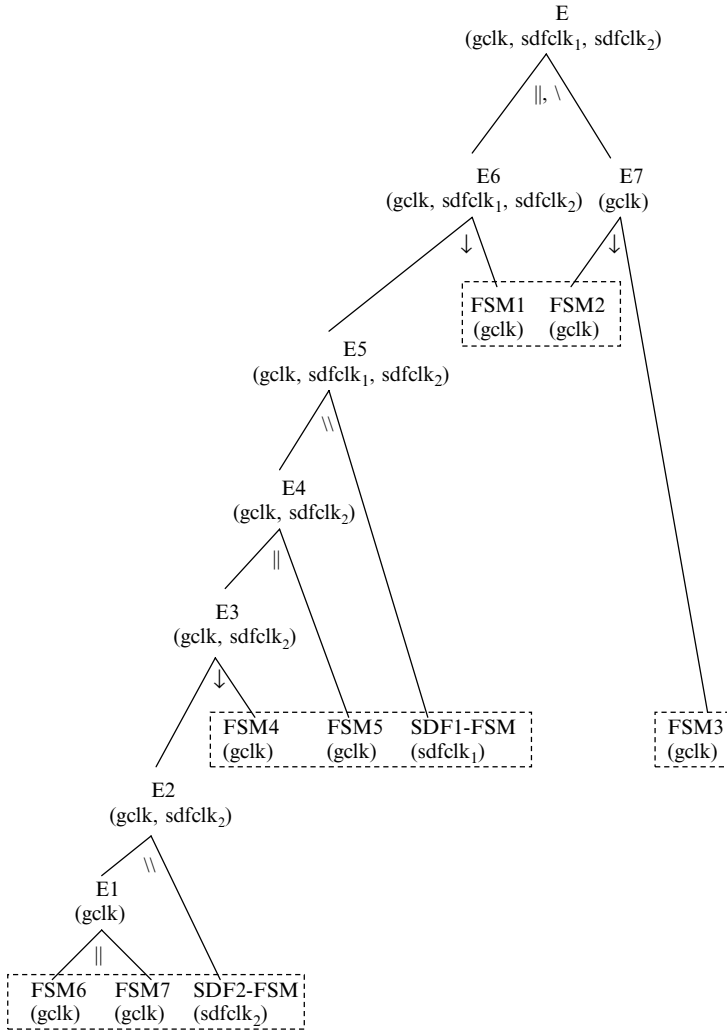 E
(gclk, sdfclk₁, sdfclk₂)
||, \
E6 E7
(gclk, sdfclk₁, sdfclk₂) (gclk)
↓ ↓
FSM1 FSM2
(gclk) (gclk)
E5
(gclk, sdfclk₁, sdfclk₂)
\\
E4
(gclk, sdfclk₂)
||
E3
(gclk, sdfclk₂)
↓
FSM4 FSM5 SDF1-FSM FSM3
(gclk) (gclk) (sdfclk₁) (gclk)
E2
(gclk, sdfclk₂)
\\
E1
(gclk)
||
FSM6 FSM7 SDF2-FSM
(gclk) (gclk) (sdfclk₂)